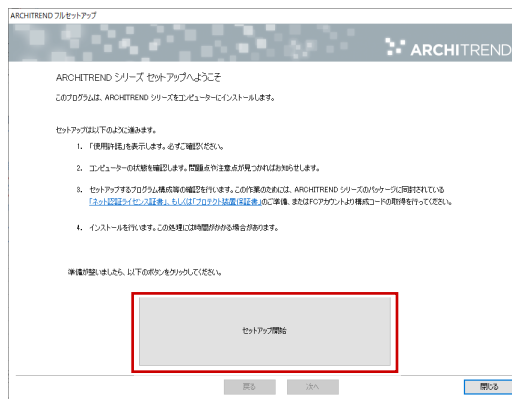 ARCHITREND フルセットアップ
ARCHITREND
ARCHITREND シリーズ セットアップへようこそ
このプログラムは、ARCHITREND シリーズをコンピューターにインストールします。
セットアップは以下のように進みます。
1. 「使用許諾」を表示します。必ずご確認ください。
2. コンピューターの状態を確認します。問題点や注意点が見つかればお知らせします。
3. セットアップするプログラム構成等の確認を行います。この作業のためには、ARCHITREND シリーズのパッケージに同封されている
「ネット認証ライセンス証書」、もしくは「プロテクト装置保証書」のご準備、またはFCアカウントより構成コードの取得を行ってください。
4. インストールを行います。この処理には時間がかかる場合があります。
準備が整いましたら、以下のボタンをクリックしてください。
セットアップ開始
戻る 次へ 閉じる